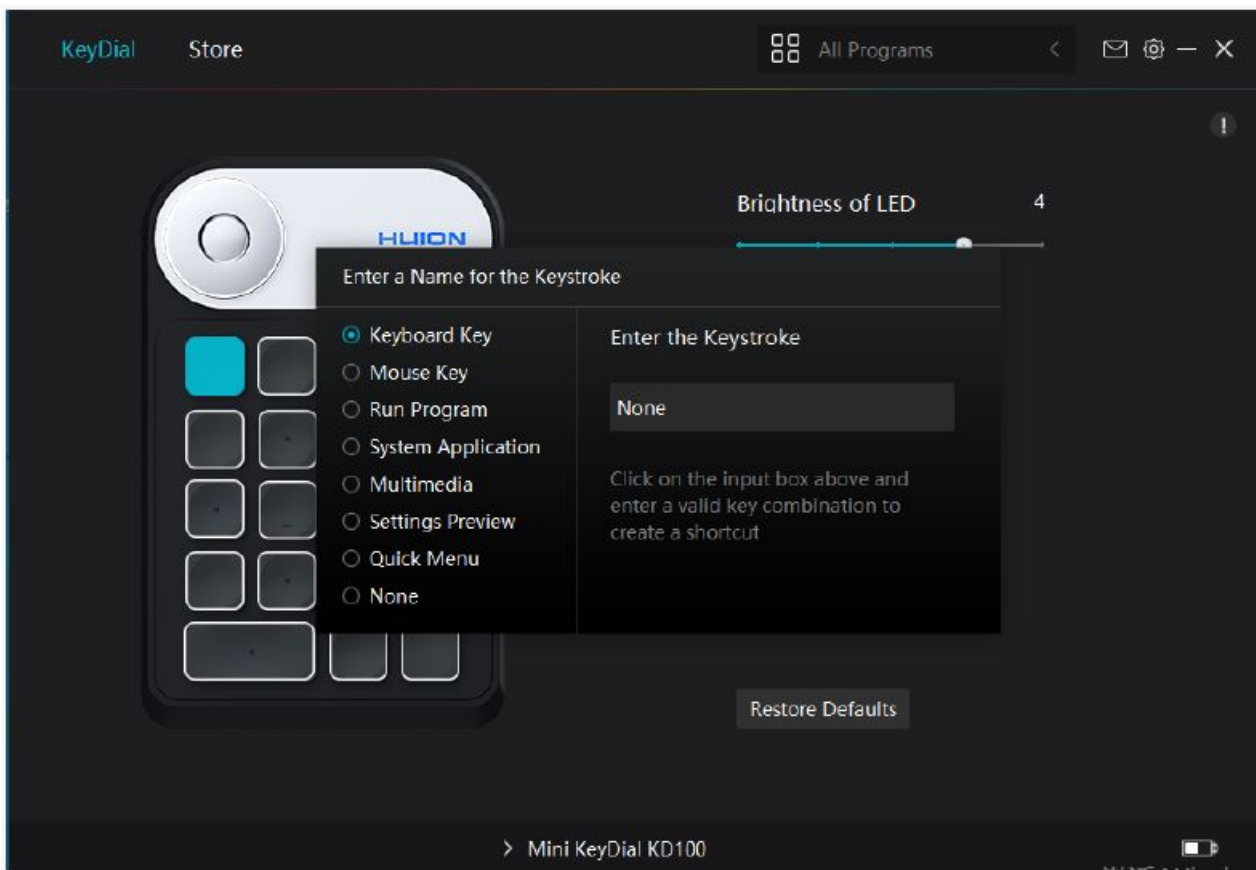 KeyDial
Store
All Programs
!
HUION
Brightness of LED
4
Enter a Name for the Keystroke
Keyboard Key
Mouse Key
Run Program
System Application
Multimedia
Settings Preview
Quick Menu
None
Enter the Keystroke
None
Click on the input box above and
enter a valid key combination to
create a shortcut
Restore Defaults
Mini KeyDial KD100